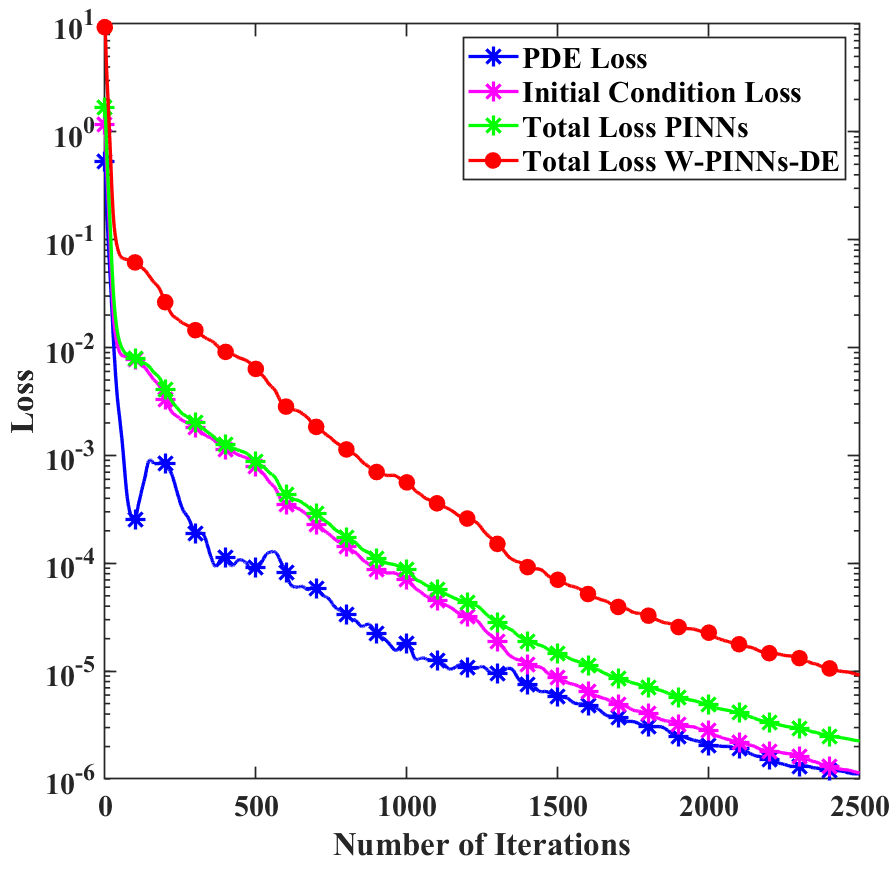 10^1
10^0
10^-1
10^-2
10^-3
10^-4
10^-5
10^-6
Loss
PDE Loss
Initial Condition Loss
Total Loss PINNs
Total Loss W-PINNs-DE
0 500 1000 1500 2000 2500
Number of Iterations